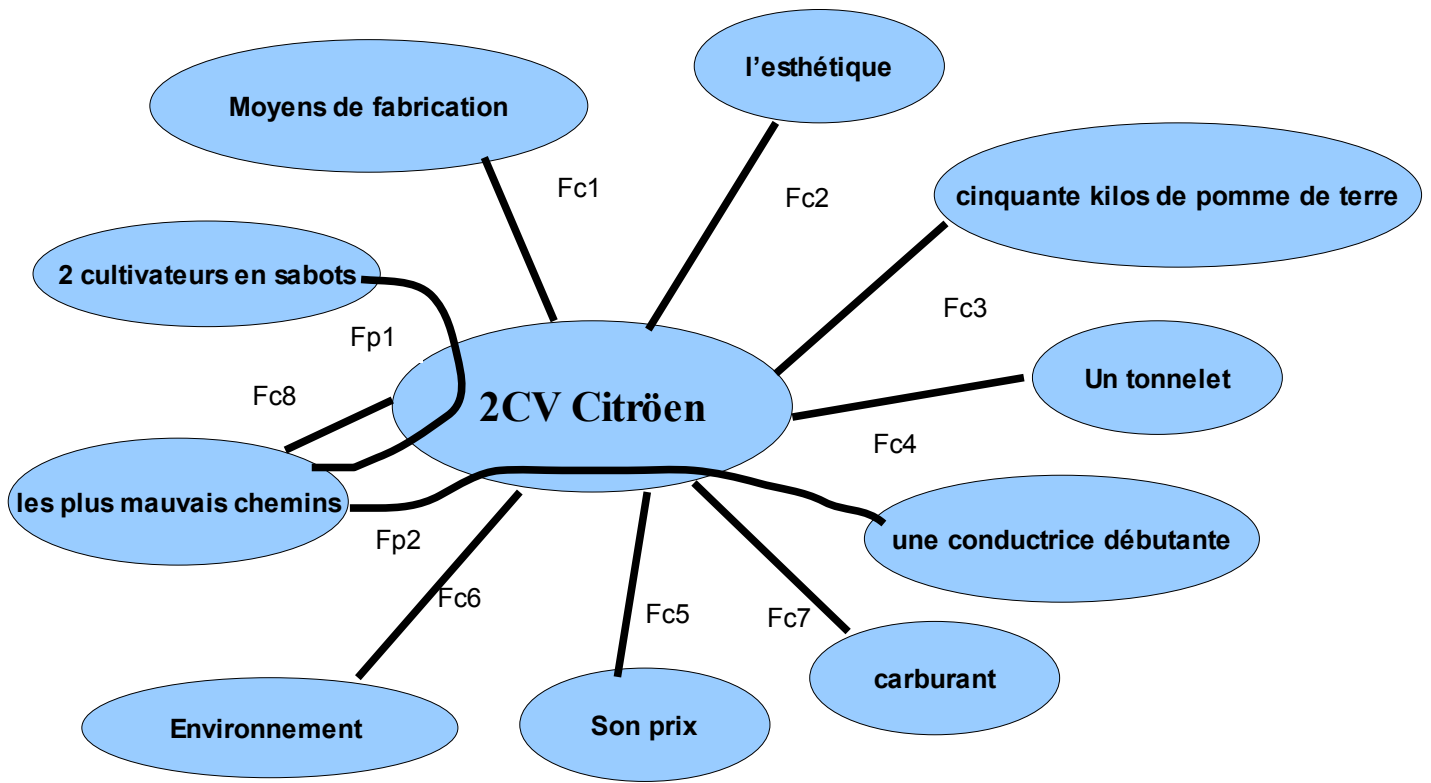 l'esthétique
Moyens de fabrication
Fc1
Fc2
cinquante kilos de pomme de terre
2 cultivateurs en sabots
Fc3
Fp1
Un tonnelet
Fc8
2CV Citröen
Fc4
les plus mauvais chemins
Fp2
une conductrice débutante
Fc6
Fc5
Fc7
carburant
Environnement
Son prix